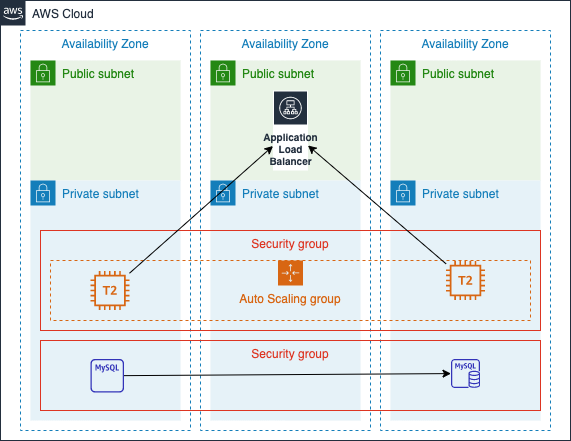 aws
AWS Cloud
Availability Zone
Availability Zone
Availability Zone
Public subnet
Public subnet
Public subnet
Application
Load
Balancer
Private subnet
Private subnet
Private subnet
Security group
T2
T2
Auto Scaling group
Security group
MySQL
MySQL